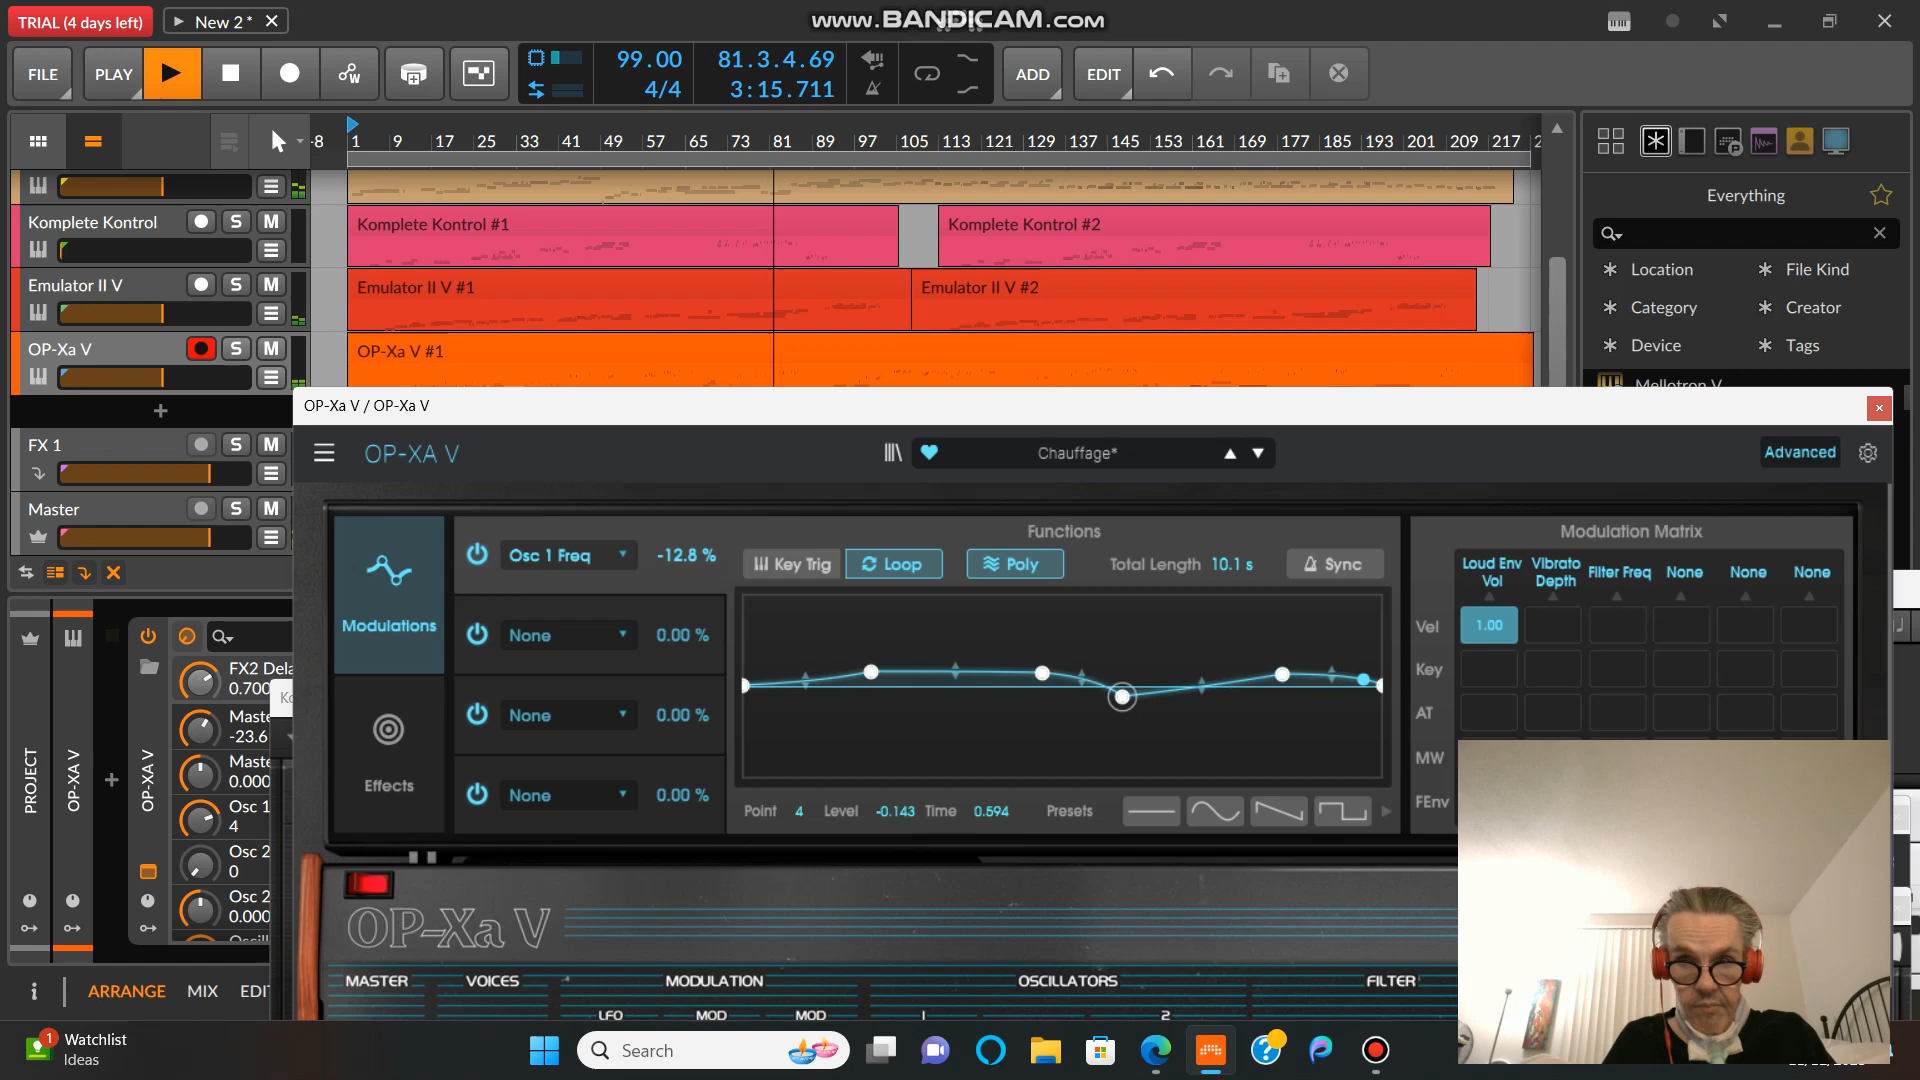 TRIAL (4 days left)
New 2 *
www.BANDICAM.com
FILE
PLAY
99.00
4/4
81.3.4.69
3:15.711
ADD
EDIT
-8 1 9 17 25 33 41 49 57 65 73 81 89 97 105 113 121 129 137 145 153 161 169 177 185 193 201 209 217 2
Everything
Komplete Kontrol
S
M
Komplete Kontrol #1
Komplete Kontrol #2
Location
File Kind
Category
Creator
Device
Tags
Mellotron V
Emulator II V
S
M
Emulator II V #1
Emulator II V #2
OP-Xa V
S
M
OP-Xa V #1
FX 1
S
M
Master
S
M
OP-Xa V / OP-Xa V
OP-XA V
Chauffage*
Advanced
Modulations
Effects
Osc 1 Freq
-12.8 %
None
0.00 %
None
0.00 %
None
0.00 %
Functions
Key Trig
Loop
Poly
Total Length 10.1 s
Sync
Point 4 Level -0.143 Time 0.594
Presets
Modulation Matrix
Loud Env Vol
Vibrato Depth
Filter Freq
None
None
None
Vel
1.00
Key
AT
MW
FEnv
PROJECT
OP-XA V
OP-XA V
FX2 Dela
0.700
Maste
-23.6
Maste
0.000
Osc 1
4
Osc 2
0
Osc 2
0.000
OP-Xa V
MASTER
VOICES
MODULATION
OSCILLATORS
FILTER
LFO
MOD
MOD
1
2
ARRANGE
MIX
EDIT
1
Watchlist
Ideas
Search